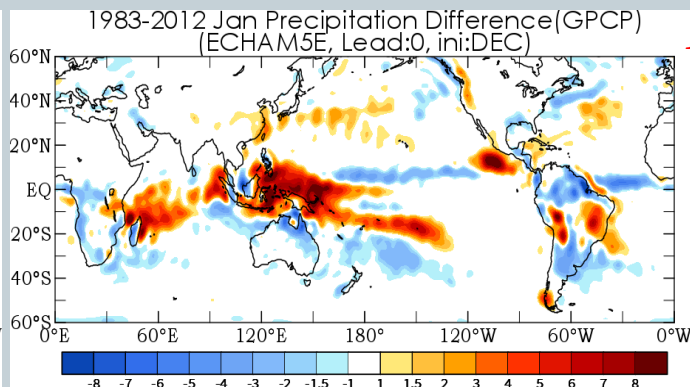 1983-2012 Jan Precipitation Difference(GPCP)
(ECHAM5E, Lead:0, ini:DEC)
60°N
40°N
20°N
EQ
20°S
40°S
60°S
0°E 60°E 120°E 180° 120°W 60°W 0°W
-8 -7 -6 -5 -4 -3 -2 -1.5 -1 1 1.5 2 3 4 5 6 7 8